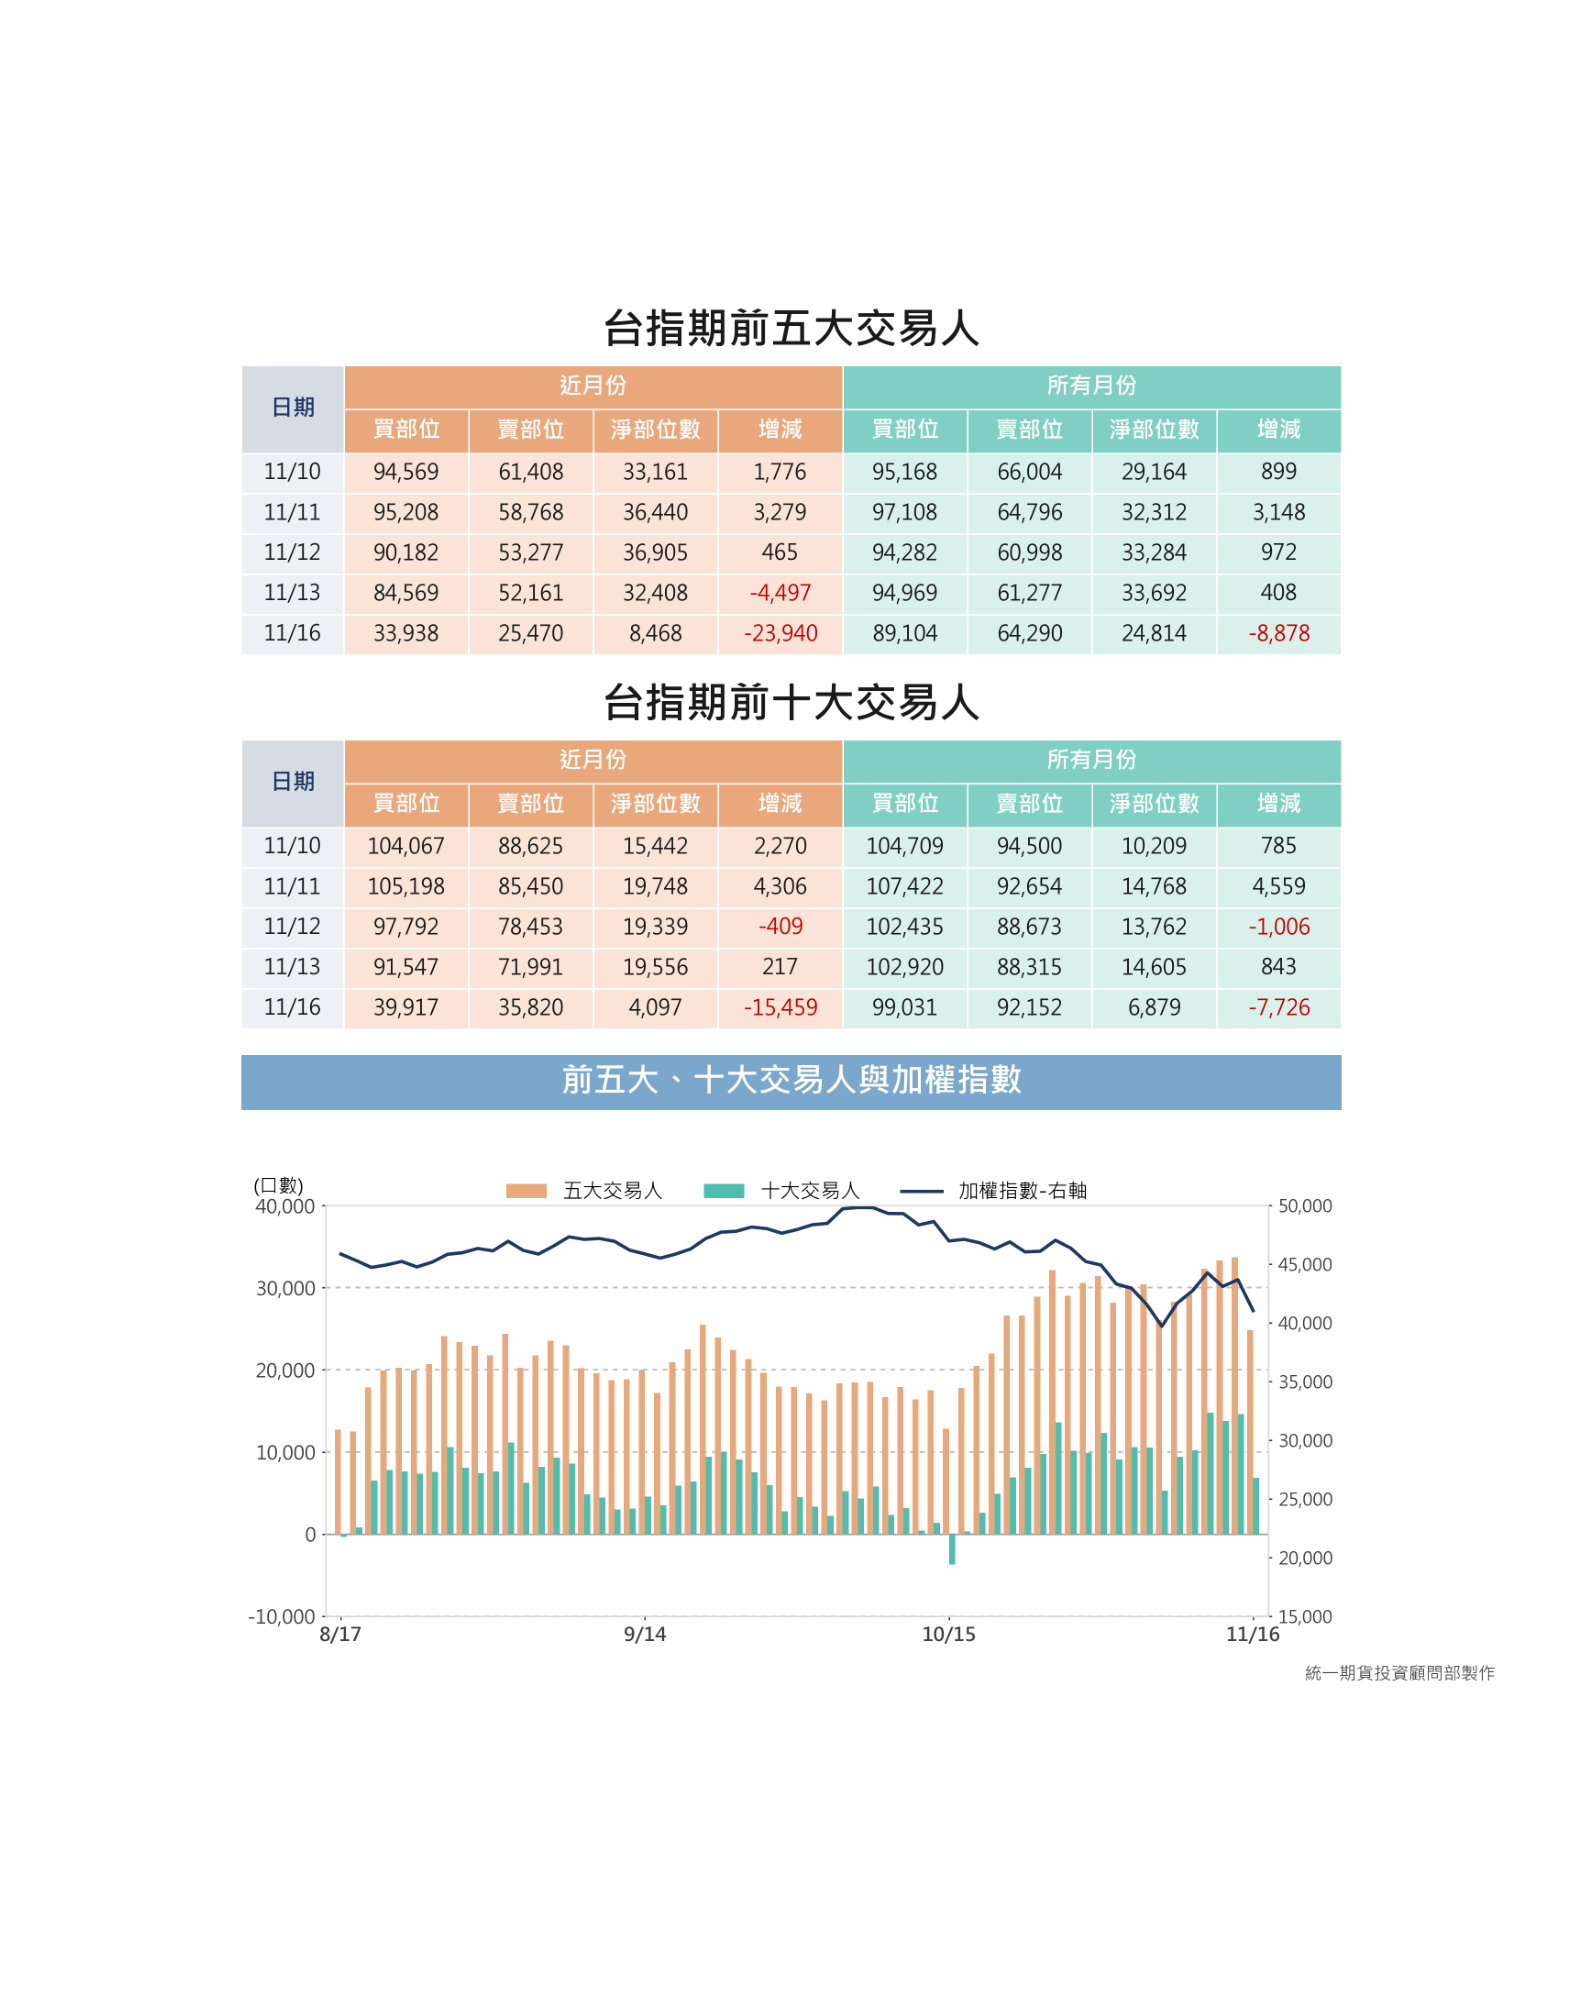 台指期前五大交易人
日期 近月份 所有月份
買部位 賣部位 淨部位數 增減 買部位 賣部位 淨部位數 增減
11/10 94,569 61,408 33,161 1,776 95,168 66,004 29,164 899
11/11 95,208 58,768 36,440 3,279 97,108 64,796 32,312 3,148
11/12 90,182 53,277 36,905 465 94,282 60,998 33,284 972
11/13 84,569 52,161 32,408 -4,497 94,969 61,277 33,692 408
11/16 33,938 25,470 8,468 -23,940 89,104 64,290 24,814 -8,878
台指期前十大交易人
日期 近月份 所有月份
買部位 賣部位 淨部位數 增減 買部位 賣部位 淨部位數 增減
11/10 104,067 88,625 15,442 2,270 104,709 94,500 10,209 785
11/11 105,198 85,450 19,748 4,306 107,422 92,654 14,768 4,559
11/12 97,792 78,453 19,339 -409 102,435 88,673 13,762 -1,006
11/13 91,547 71,991 19,556 217 102,920 88,315 14,605 843
11/16 39,917 35,820 4,097 -15,459 99,031 92,152 6,879 -7,726
前五大、十大交易人與加權指數
(口數) 五大交易人 十大交易人 加權指數-右軸
40,000 50,000
45,000
30,000
40,000
20,000 35,000
30,000
10,000
25,000
0
20,000
-10,000 15,000
8/17 9/14 10/15 11/16
統一期貨投資顧問部製作